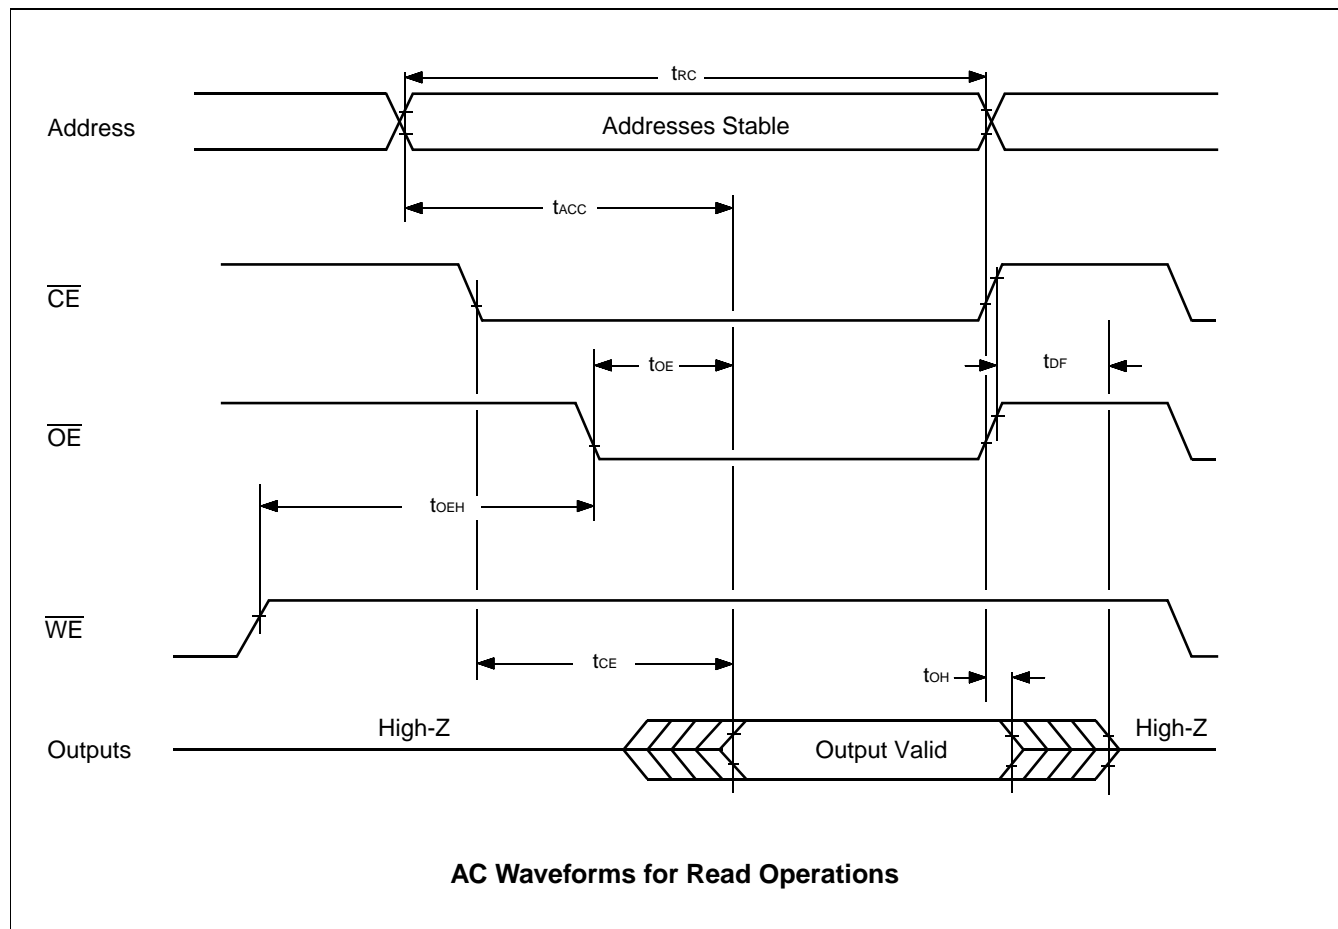 tRC
Address
Addresses Stable
tACC
CE
tOE
tDF
OE
tOEH
WE
tCE
tOH
High-Z
High-Z
Outputs
Output Valid
AC Waveforms for Read Operations